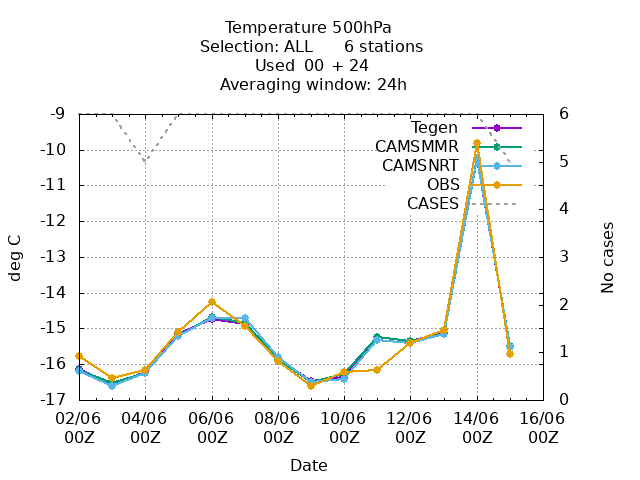 Temperature 500hPa
Selection: ALL 6 stations
Used 00 + 24
Averaging window: 24h
Tegen
CAMSMMR
CAMSNRT
OBS
CASES
-9
-10
-11
-12
-13
-14
-15
-16
-17
6
5
4
3
2
1
0
deg C
No cases
02/06 04/06 06/06 08/06 10/06 12/06 14/06 16/06
00Z 00Z 00Z 00Z 00Z 00Z 00Z 00Z
Date